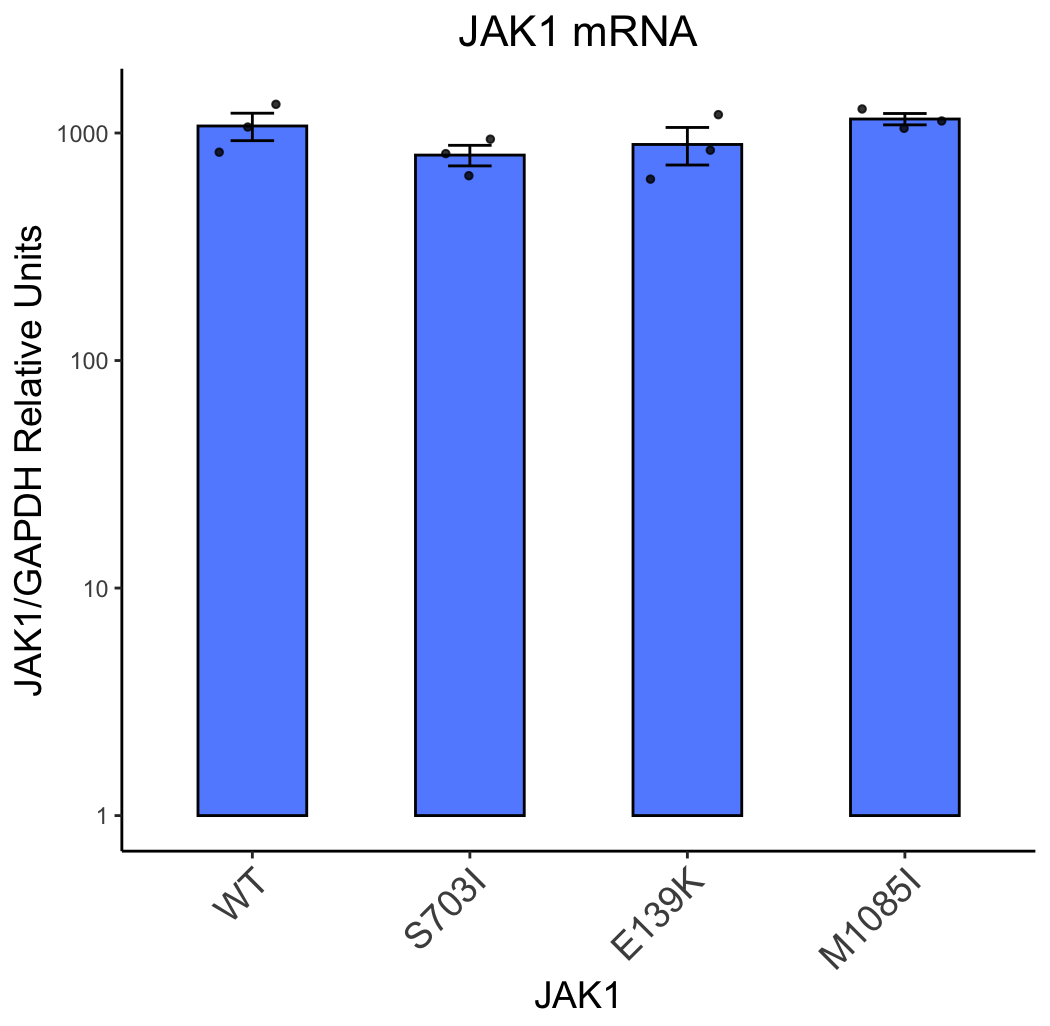 JAK1 mRNA
JAK1/GAPDH Relative Units
1000
100
10
1
WT
S703I
E139K
M1085I
JAK1